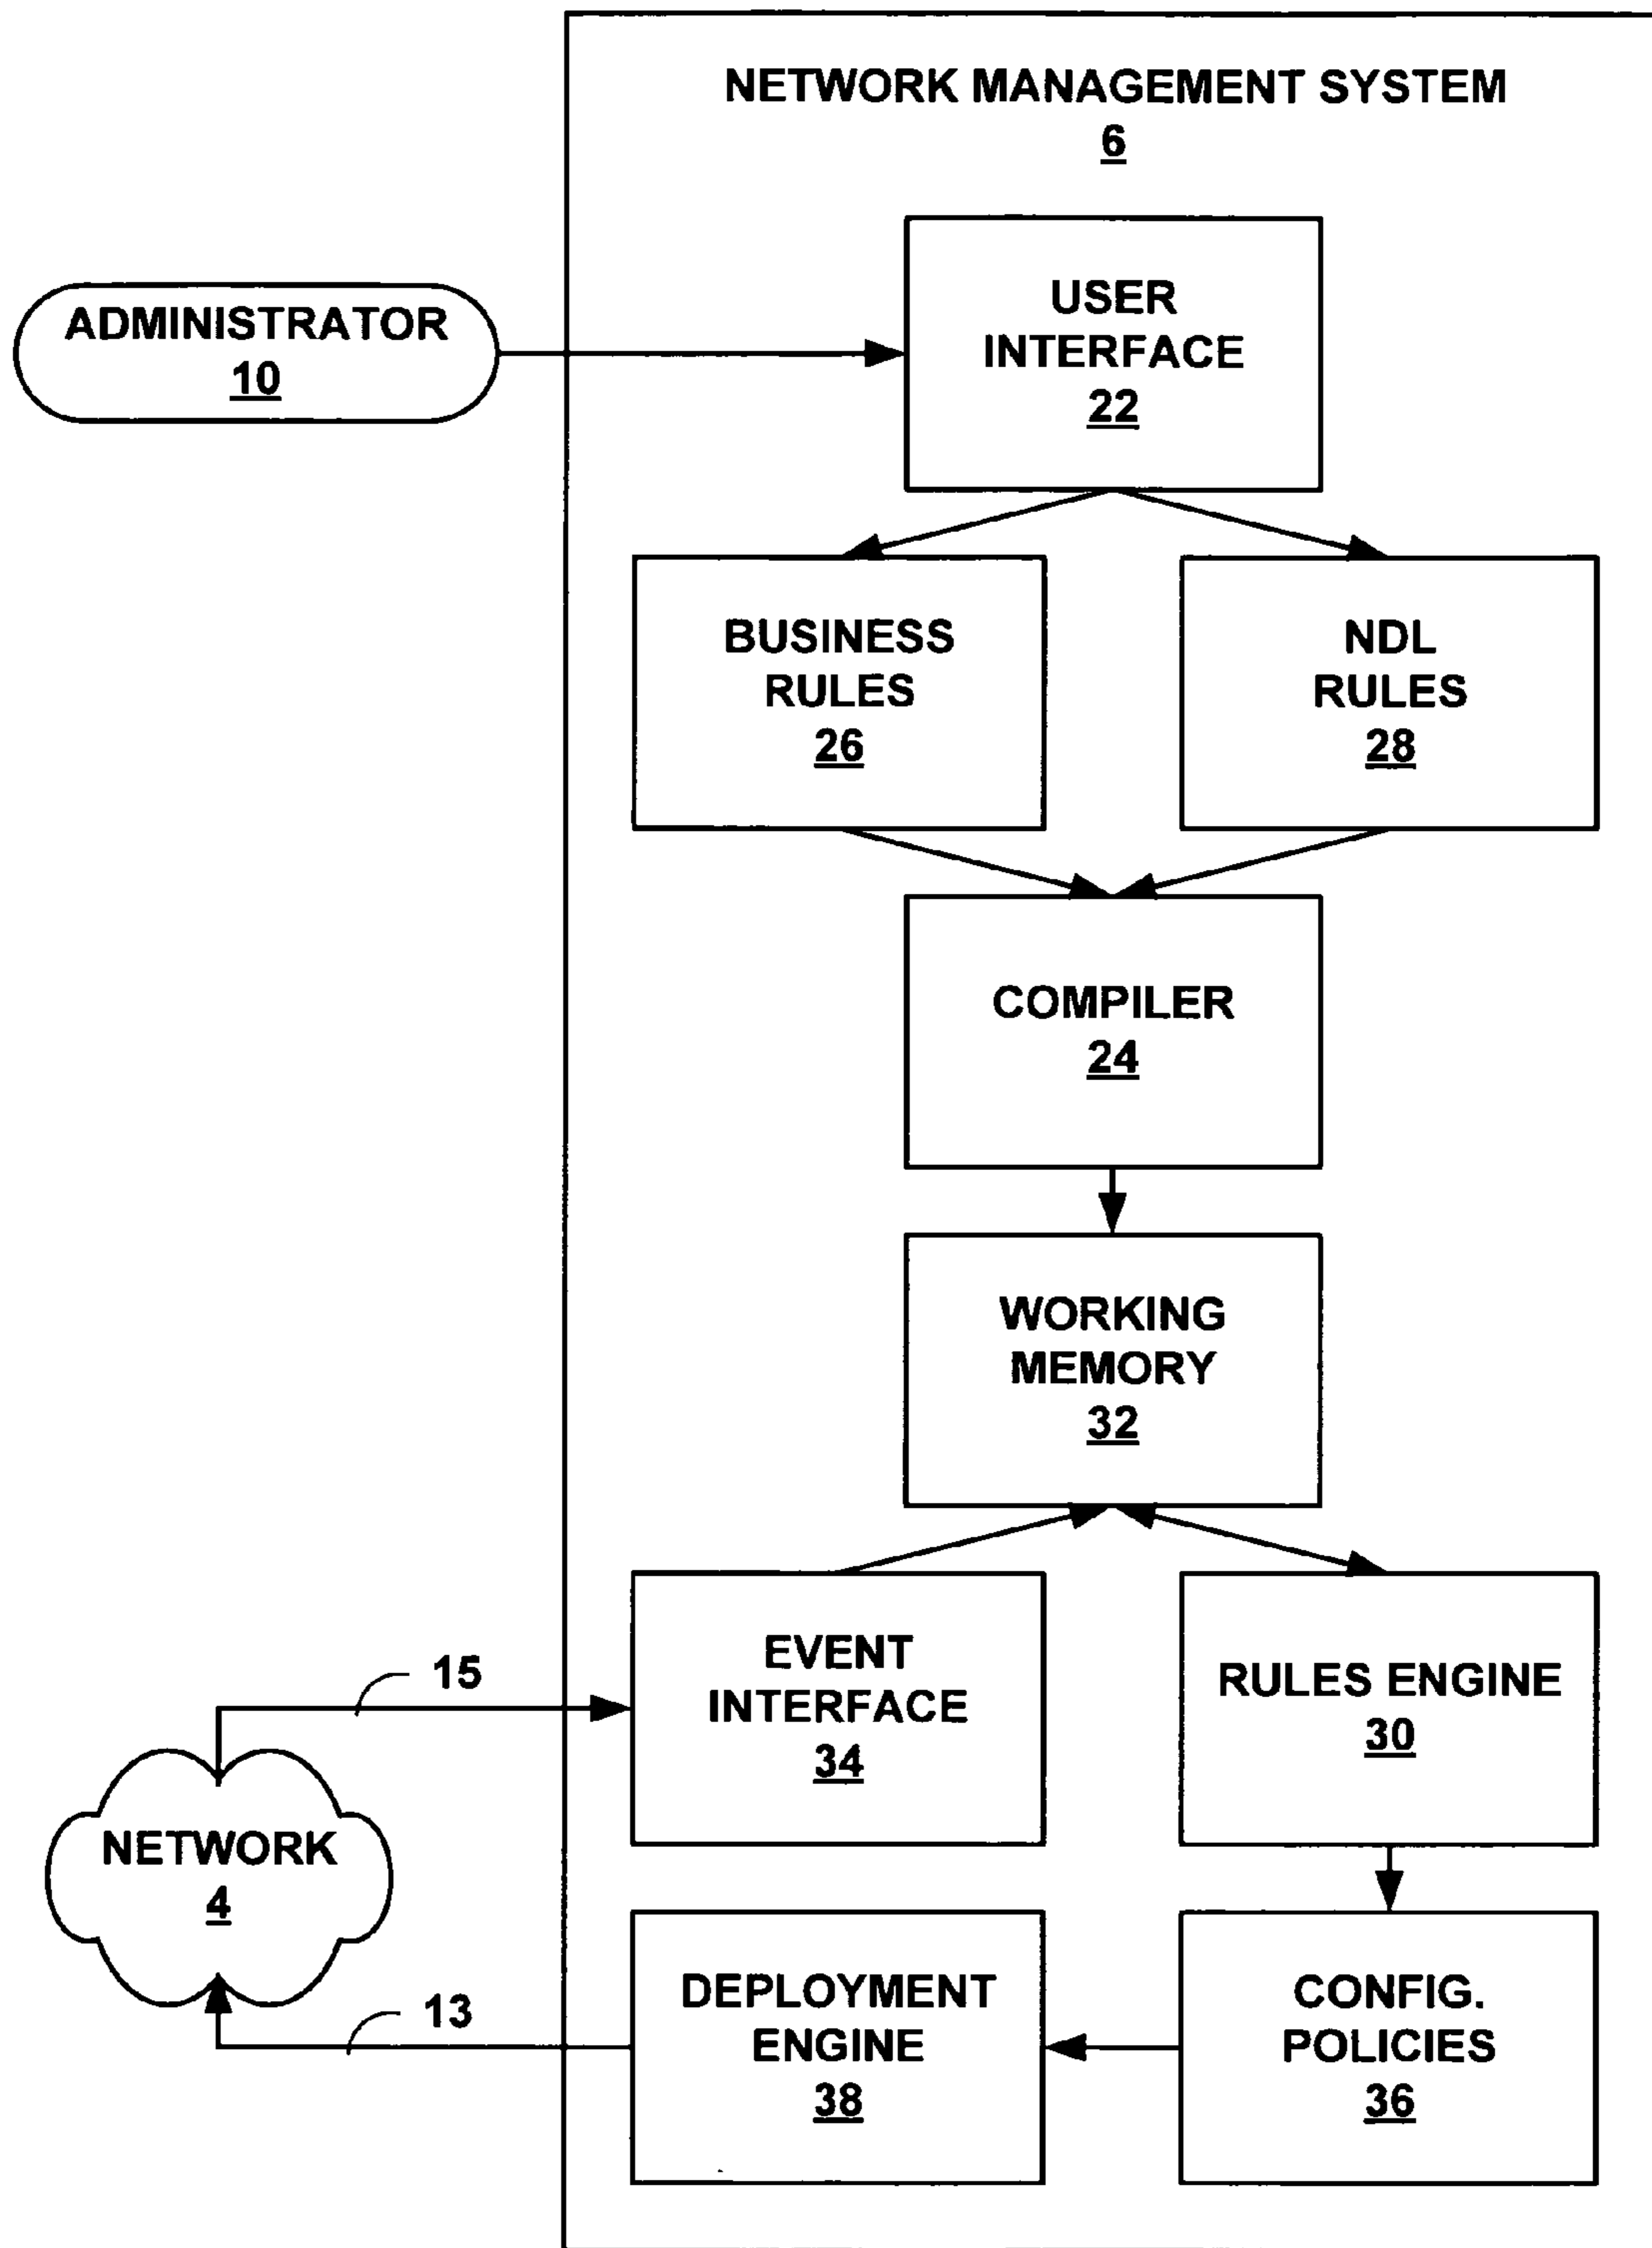 NETWORK MANAGEMENT SYSTEM
6
USER
INTERFACE
22
ADMINISTRATOR
10
BUSINESS
RULES
26
NDL
RULES
28
COMPILER
24
WORKING
MEMORY
32
15
EVENT
INTERFACE
34
RULES ENGINE
30
NETWORK
4
13
DEPLOYMENT
ENGINE
38
CONFIG.
POLICIES
36